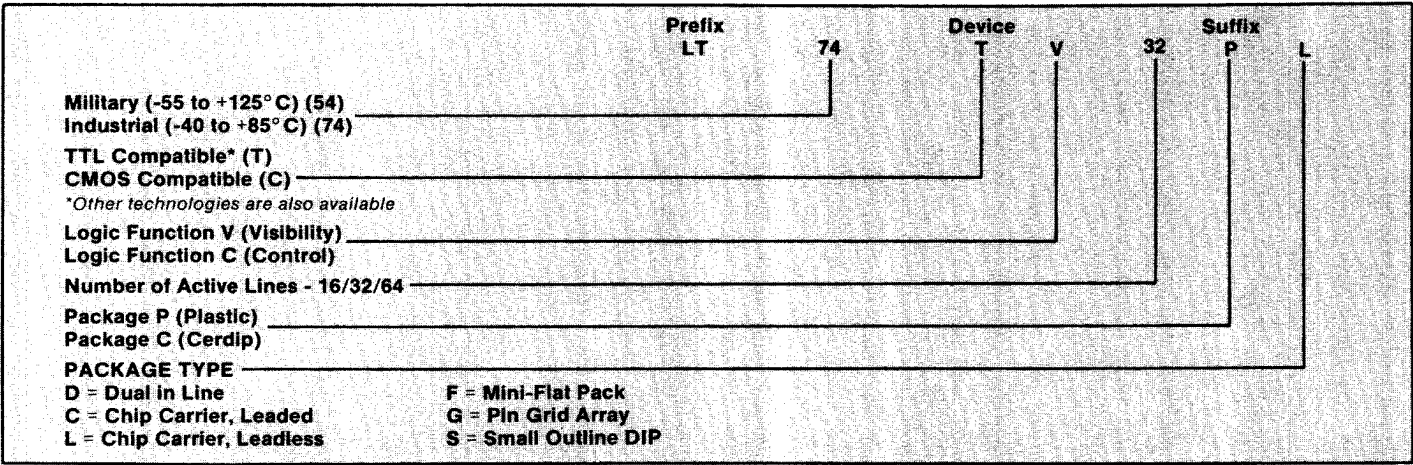 Prefix Device Suffix
LT 74 T V 32 P L
Military (-55 to +125°C) (54)
Industrial (-40 to +85°C) (74)
TTL Compatible* (T)
CMOS Compatible (C)
*Other technologies are also available
Logic Function V (Visibility)
Logic Function C (Control)
Number of Active Lines - 16/32/64
Package P (Plastic)
Package C (Cerdip)
PACKAGE TYPE
D = Dual in Line F = Mini-Flat Pack
C = Chip Carrier, Leaded G = Pin Grid Array
L = Chip Carrier, Leadless S = Small Outline DIP